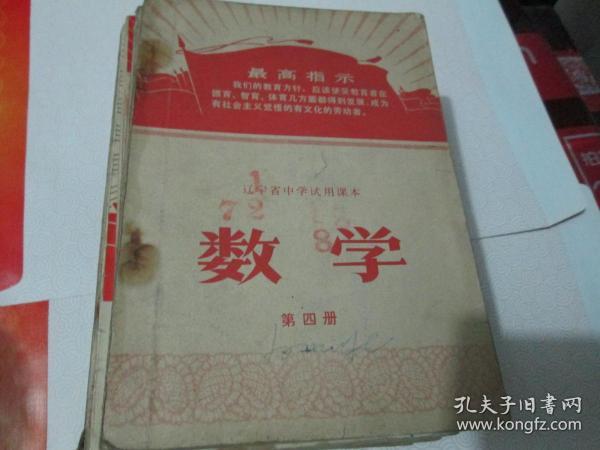 最高指示
我们的教育方针，应该使受教育者在
德育、智育、体育几方面都得到发展，成为
有社会主义觉悟的有文化的劳动者。
辽宁省中学试用课本
1
72
8
数学
第四册
孔夫子旧书网
www.kongfz.com